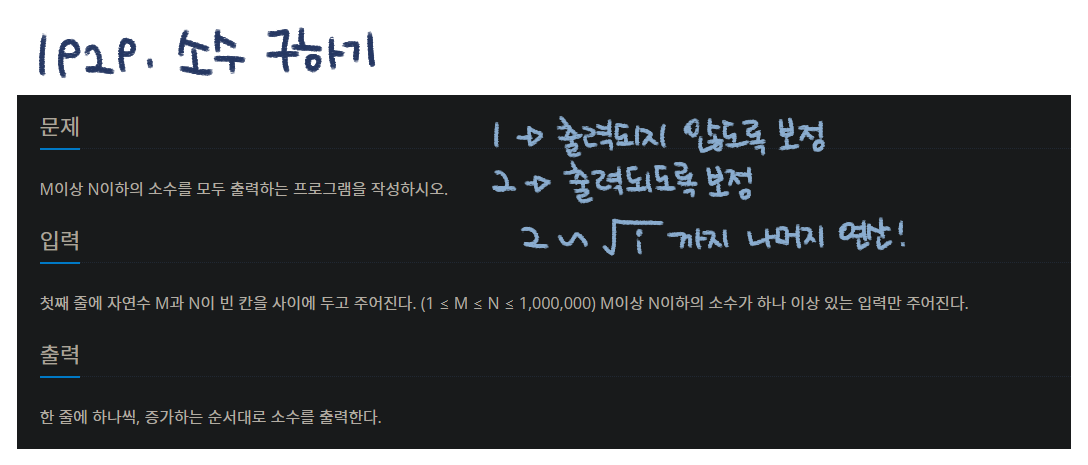 1929. 소수 구하기
문제
1 → 출력되지 않도록 보정
M이상 N이하의 소수를 모두 출력하는 프로그램을 작성하시오.
2 → 출력되도록 보정
입력
2 ~ √i 까지 나머지 연산!
첫째 줄에 자연수 M과 N이 빈 칸을 사이에 두고 주어진다. (1 ≤ M ≤ N ≤ 1,000,000) M이상 N이하의 소수가 하나 이상 있는 입력만 주어진다.
출력
한 줄에 하나씩, 증가하는 순서대로 소수를 출력한다.